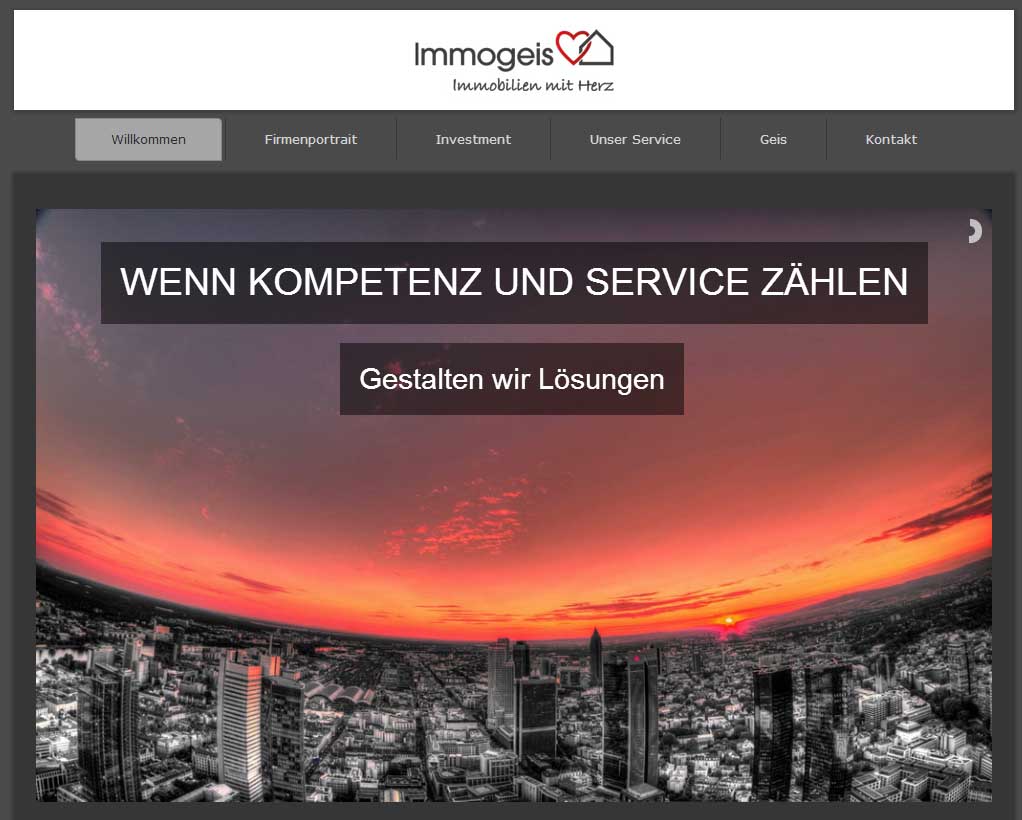 Immogeis
Immobilien mit Herz
Willkommen
Firmenportrait
Investment
Unser Service
Geis
Kontakt
WENN KOMPETENZ UND SERVICE ZÄHLEN
Gestalten wir Lösungen